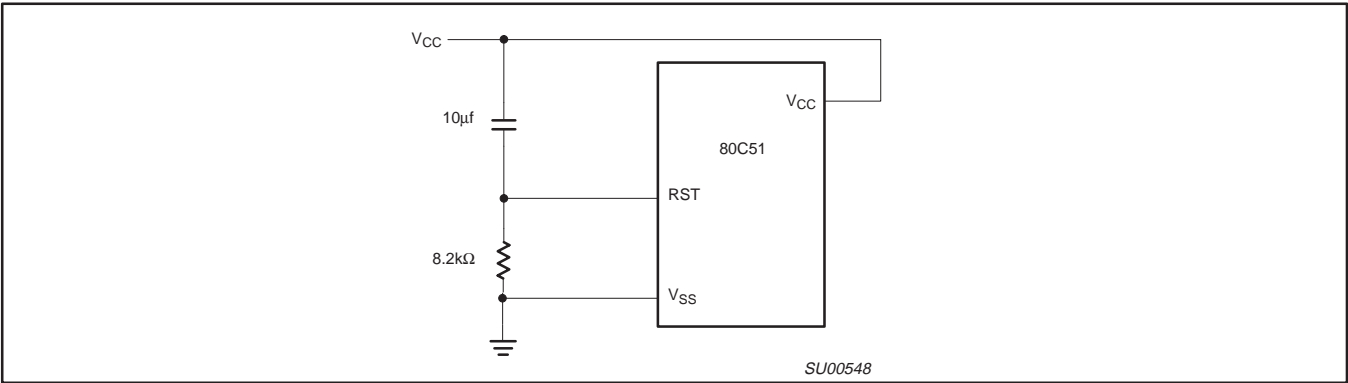 VCC
VCC
10μf
80C51
RST
8.2kΩ
VSS
SU00548